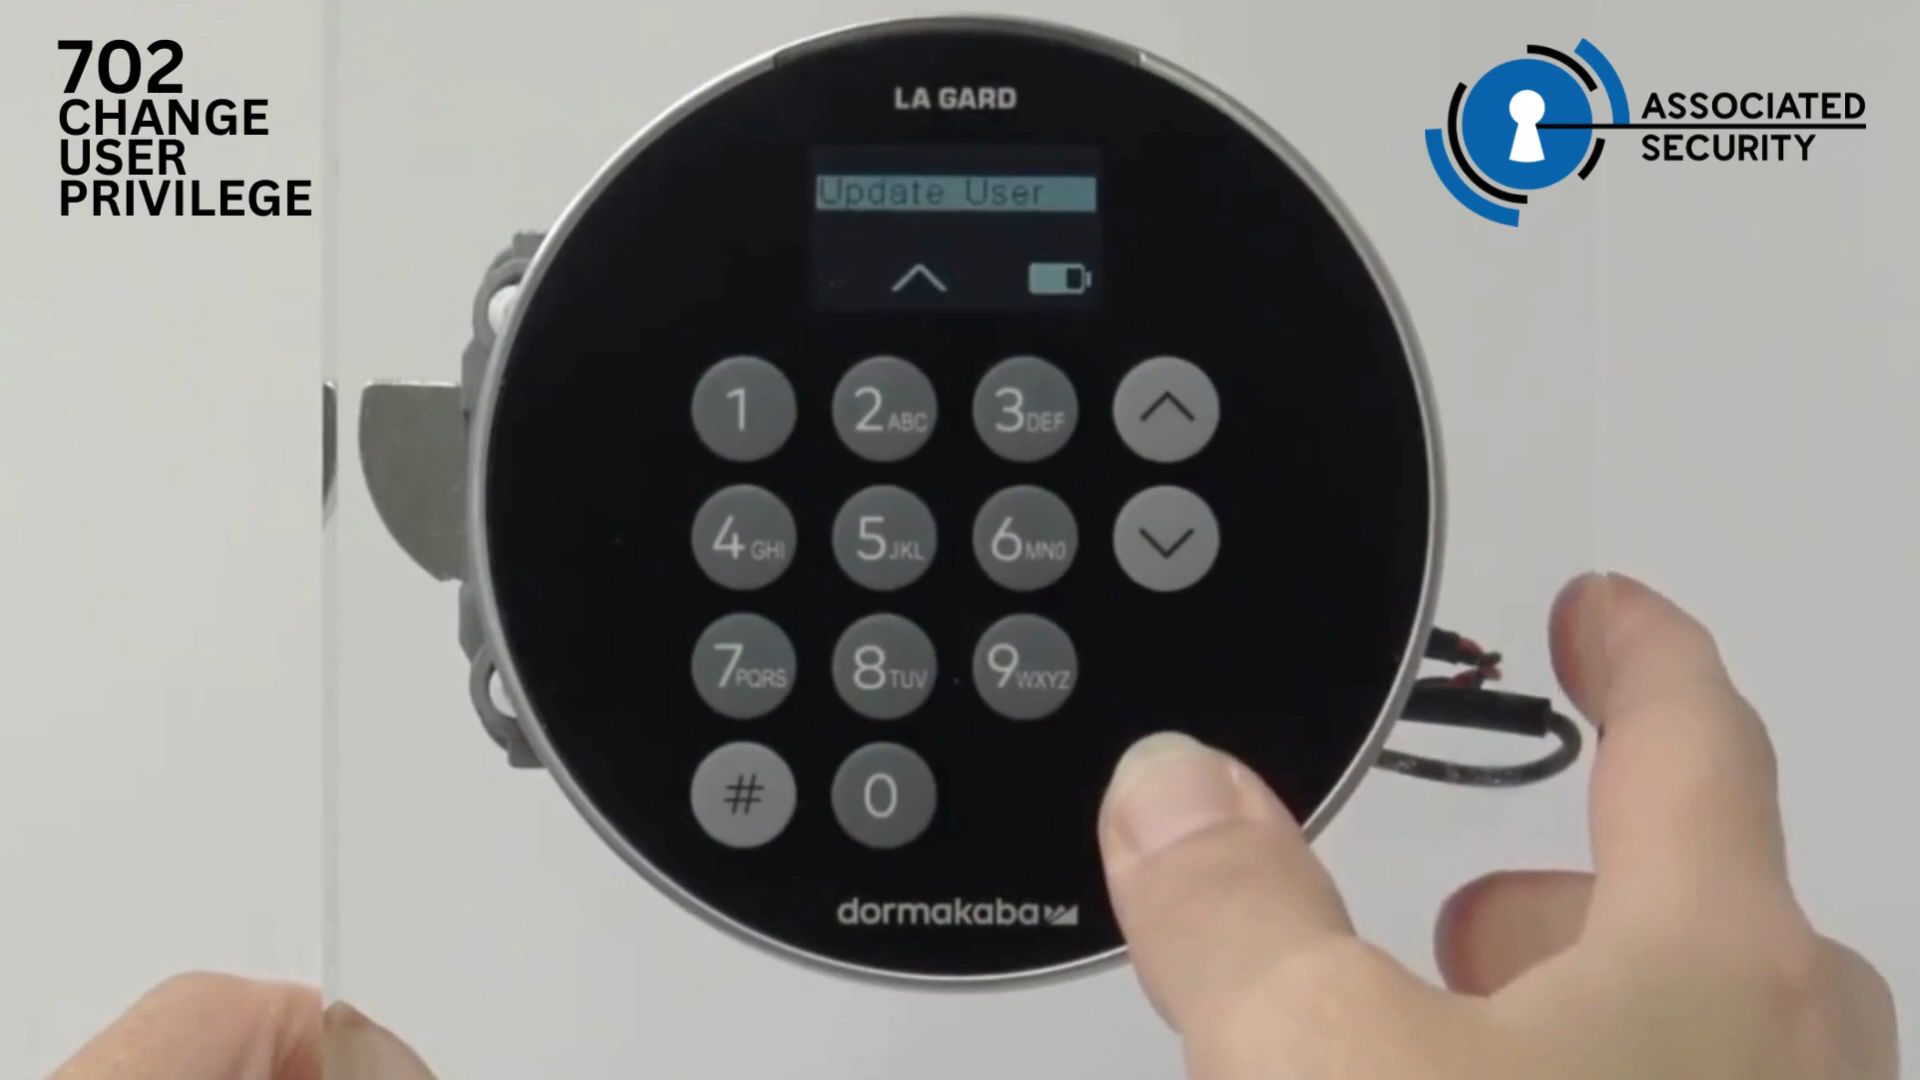 702
CHANGE
USER
PRIVILEGE
ASSOCIATED
SECURITY
LA GARD
Update User
1
2ABC
3DEF
4GHI
5JKL
6MNO
7PQRS
8TUV
9WXYZ
#
0
dormakaba